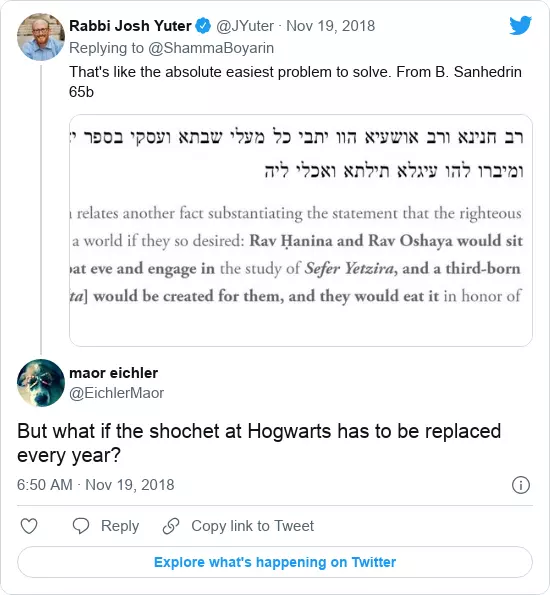 Rabbi Josh Yuter @JYuter · Nov 19, 2018
Replying to @ShammaBoyarin
That's like the absolute easiest problem to solve. From B. Sanhedrin
65b
רב חנינא ורב אושעיא הוו יתבי כל מעלי שבתא ועסקי בספר
ומיברו להו עיגלא תילתא ואכלי ליה
relates another fact substantiating the statement that the righteous
a world if they so desired: Rav Ḥanina and Rav Oshaya would sit
eve and engage in the study of Sefer Yetzira, and a third-born
would be created for them, and they would eat it in honor of
maor eichler
@EichlerMaor
But what if the shochet at Hogwarts has to be replaced
every year?
6:50 AM · Nov 19, 2018
Reply
Copy link to Tweet
Explore what's happening on Twitter